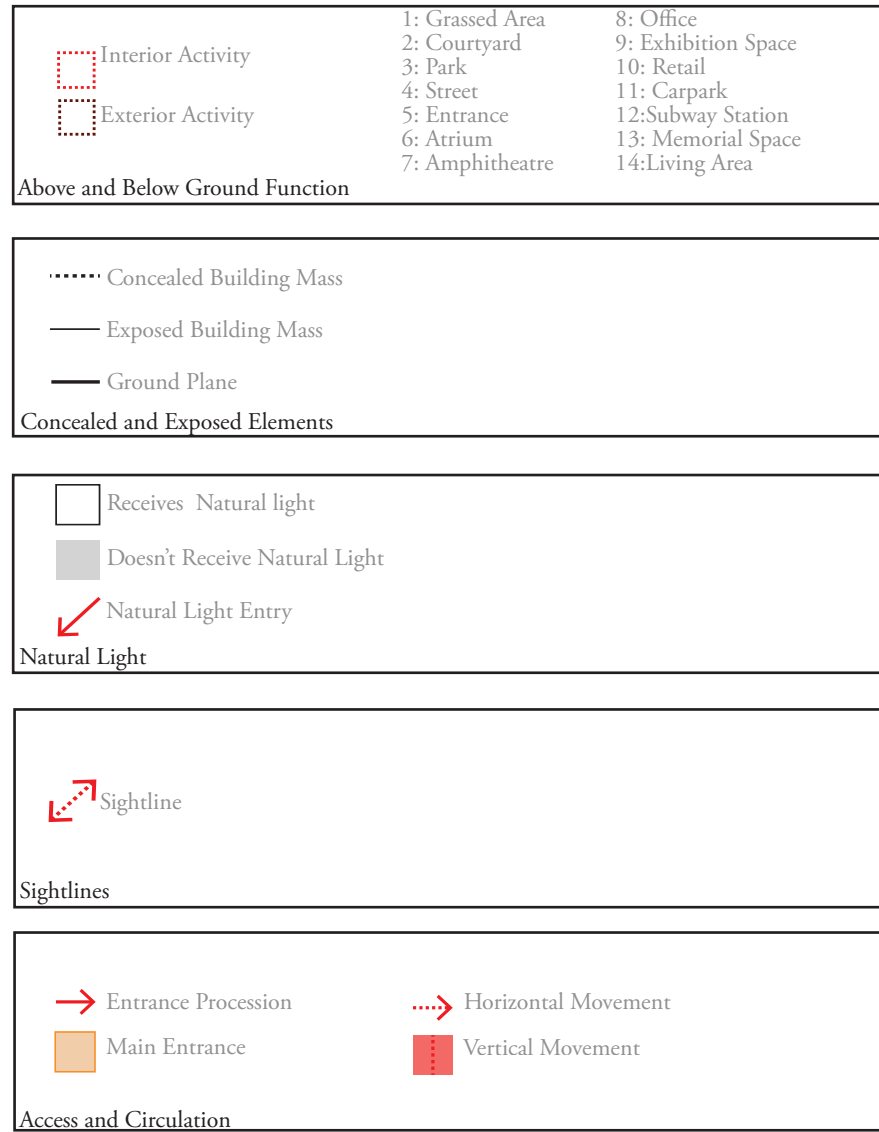 Interior Activity
Exterior Activity
1: Grassed Area
2: Courtyard
3: Park
4: Street
5: Entrance
6: Atrium
7: Amphitheatre
8: Office
9: Exhibition Space
10: Retail
11: Carpark
12:Subway Station
13: Memorial Space
14:Living Area
Above and Below Ground Function
Concealed Building Mass
Exposed Building Mass
Ground Plane
Concealed and Exposed Elements
Receives Natural light
Doesn't Receive Natural Light
Natural Light Entry
Natural Light
Sightline
Sightlines
Entrance Procession
Main Entrance
Horizontal Movement
Vertical Movement
Access and Circulation